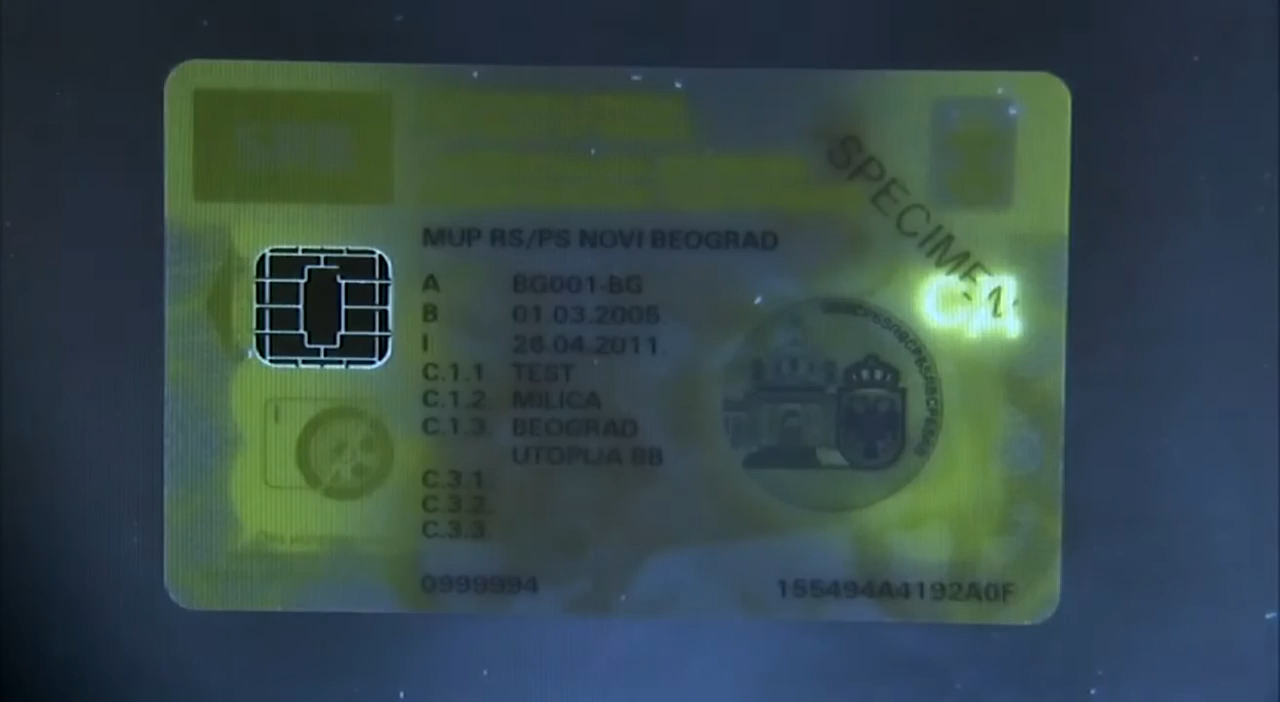 SPECIMEN
MUP RS/PS NOVI BEOGRAD
A BG001-BG
B 01.03.2005
I 26.04.2011
C.1.1 TEST
C.1.2. MILICA
C.1.3. BEOGRAD
UTOPIJA BB
C.3.1.
C.3.2.
C.3.3.
0999994 155494A4192A0F